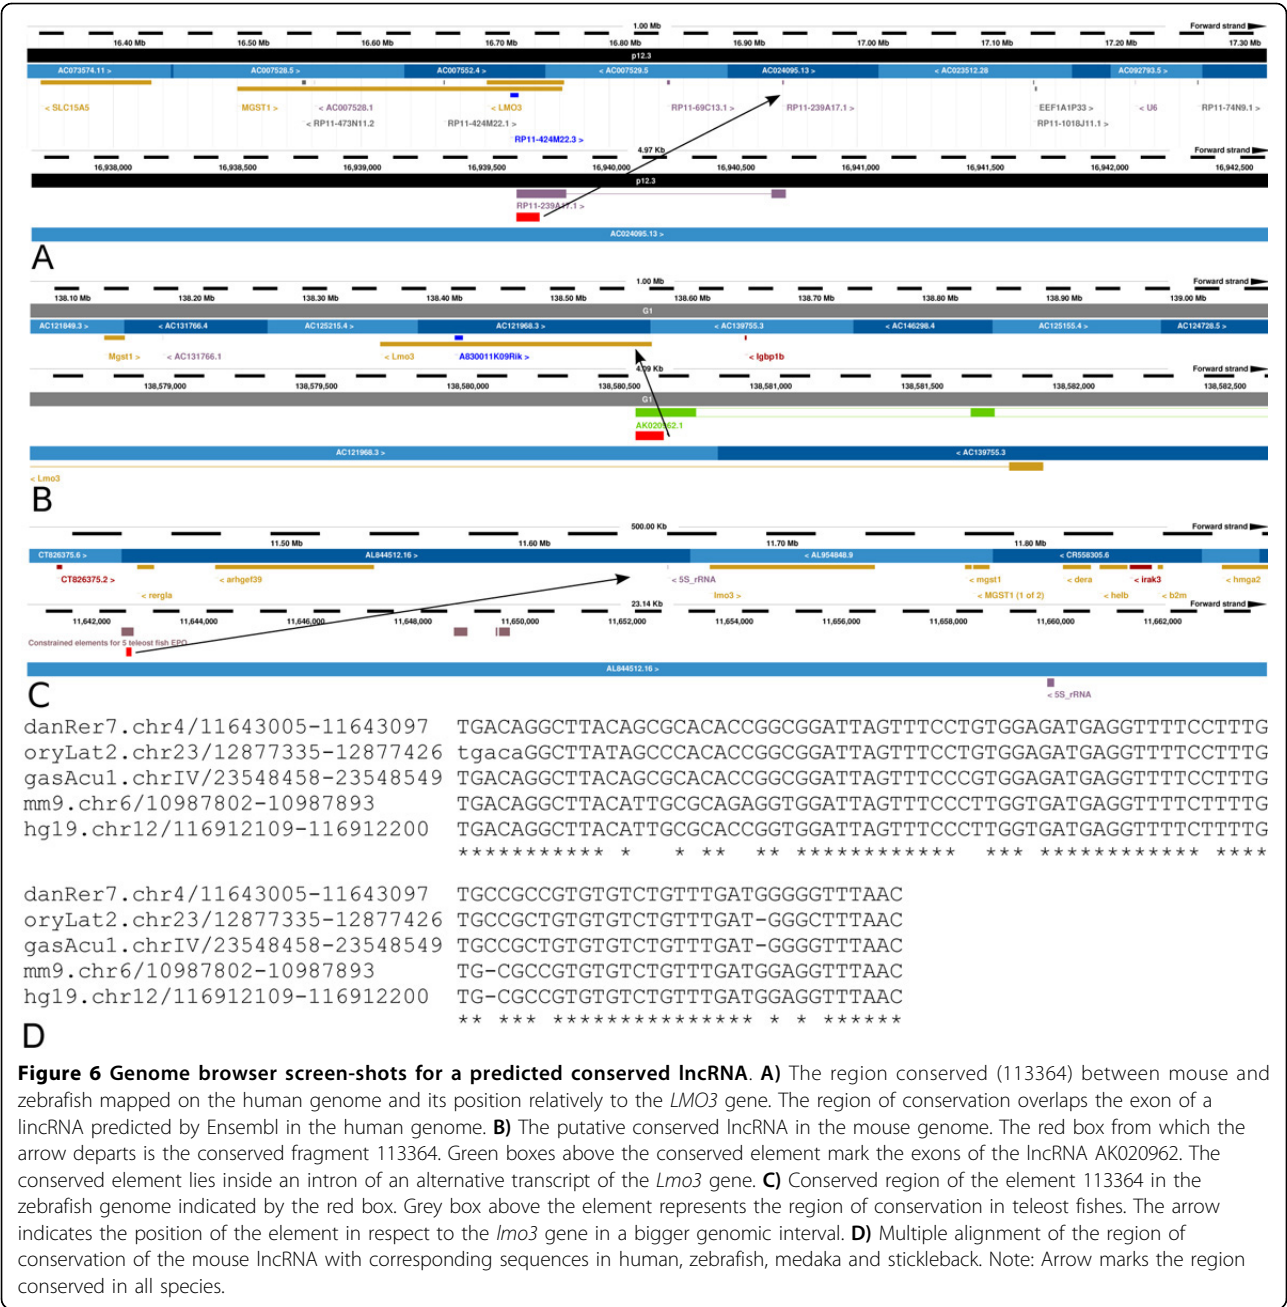 1.00 Mb Forward strand
16.40 Mb 16.50 Mb 16.60 Mb 16.70 Mb 16.80 Mb 16.90 Mb 17.00 Mb 17.10 Mb 17.20 Mb 17.30 Mb
p12.3
AC073574.11 > AC007528.5 > AC007552.4 > < AC007529.5 AC024095.13 > < AC023512.28 AC092793.5 >
< SLC15A5 MGST1 > < AC007528.1 < LMO3 RP11-69C13.1 > RP11-239A17.1 > EEF1A1P33 > < U6 RP11-74N9.1 >
< RP11-473N11.2 RP11-424M22.1 > RP11-1018J11.1 >
RP11-424M22.3 >
4.97 Kb Forward strand
16,938,000 16,938,500 16,939,000 16,939,500 16,940,000 16,940,500 16,941,000 16,941,500 16,942,000 16,942,500
p12.3
RP11-239A17.1 >
AC024095.13 >
A
1.00 Mb Forward strand
138.10 Mb 138.20 Mb 138.30 Mb 138.40 Mb 138.50 Mb 138.60 Mb 138.70 Mb 138.80 Mb 138.90 Mb 139.00 Mb
G1
AC121849.3 > < AC131766.4 AC125215.4 > AC121968.3 > < AC139755.3 < AC146298.4 AC125155.4 > AC124728.5 >
Mgst1 > < AC131766.1 < Lmo3 A830011K09Rik > < Igbp1b
4.09 Kb Forward strand
138,579,000 138,579,500 138,580,000 138,580,500 138,581,000 138,581,500 138,582,000 138,582,500
G1
AK020962.1
AC121968.3 > < AC139755.3
< Lmo3
B
500.00 Kb Forward strand
11.50 Mb 11.60 Mb 11.70 Mb 11.80 Mb
CT826375.6 > AL844512.16 > < AL954848.9 < CR558305.6
CT826375.2 > < arhgef39 < 5S_rRNA < mgst1 < dera < irak3 < hmga2
< rergla lmo3 > < MGST1 (1 of 2) < helb < b2m
23.14 Kb Forward strand
11,642,000 11,644,000 11,646,000 11,648,000 11,650,000 11,652,000 11,654,000 11,656,000 11,658,000 11,660,000 11,662,000
Constrained elements for 5 teleost fish EPO
AL844512.16 >
< 5S_rRNA
C
danRer7.chr4/11643005-11643097 TGACAGGCTTACAGCGCACACCGGCGGATTAGTTTCCTGTGGAGATGAGGTTTTCCTTTG
oryLat2.chr23/12877335-12877426 tgacaGGCTTATAGCCCACACCGGCGGATTAGTTTCCTGTGGAGATGAGGTTTTCCTTTG
gasAcu1.chrIV/23548458-23548549 TGACAGGCTTACAGCGCACACCGGCGGATTAGTTTCCCGTGGAGATGAGGTTTTCCTTTG
mm9.chr6/10987802-10987893 TGACAGGCTTACATTGCGCAGAGGTGGATTAGTTTCCCTTGGTGATGAGGTTTTCTTTTG
hg19.chr12/116912109-116912200 TGACAGGCTTACATTGCGCACCGGTGGATTAGTTTCCCTTGGTGATGAGGTTTTCTTTTG
*********** *   * **  ** ************  *** ************ ****
danRer7.chr4/11643005-11643097 TGCCGCCGTGTGTCTGTTTGATGGGGGTTTAAC
oryLat2.chr23/12877335-12877426 TGCCGCTGTGTGTCTGTTTGAT-GGGCTTTAAC
gasAcu1.chrIV/23548458-23548549 TGCCGCTGTGTGTCTGTTTGAT-GGGGTTTAAC
mm9.chr6/10987802-10987893 TG-CGCCGTGTGTCTGTTTGATGGAGGTTTAAC
hg19.chr12/116912109-116912200 TG-CGCCGTGTGTCTGTTTGATGGAGGTTTAAC
** *** *************** * * ******
D
Figure 6 Genome browser screen-shots for a predicted conserved lncRNA. A) The region conserved (113364) between mouse and
zebrafish mapped on the human genome and its position relatively to the LMO3 gene. The region of conservation overlaps the exon of a
lincRNA predicted by Ensembl in the human genome. B) The putative conserved lncRNA in the mouse genome. The red box from which the
arrow departs is the conserved fragment 113364. Green boxes above the conserved element mark the exons of the lncRNA AK020962. The
conserved element lies inside an intron of an alternative transcript of the Lmo3 gene. C) Conserved region of the element 113364 in the
zebrafish genome indicated by the red box. Grey box above the element represents the region of conservation in teleost fishes. The arrow
indicates the position of the element in respect to the lmo3 gene in a bigger genomic interval. D) Multiple alignment of the region of
conservation of the mouse lncRNA with corresponding sequences in human, zebrafish, medaka and stickleback. Note: Arrow marks the region
conserved in all species.